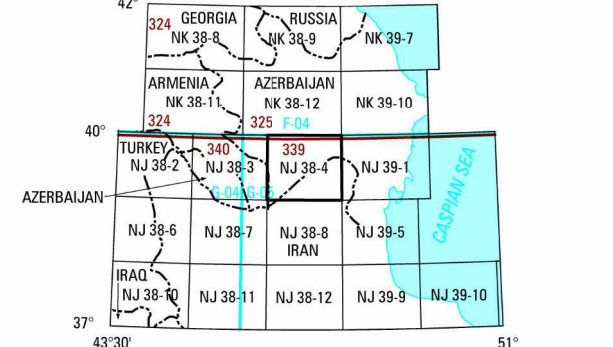 42°
GEORGIA
RUSSIA
324
NK 38-8
NK 38-9
NK 39-7
ARMENIA
AZERBAIJAN
NK 38-11
NK 38-12
NK 39-10
324
325
F-04
40°
TURKEY
340
339
NJ 38-2
NJ 38-3
NJ 38-4
NJ 39-1
AZERBAIJAN
G-04
G-05
CASPIAN SEA
NJ 38-6
NJ 38-7
NJ 38-8
NJ 39-5
IRAN
IRAQ
NJ 38-10
NJ 38-11
NJ 38-12
NJ 39-9
NJ 39-10
37°
43°30'
51°